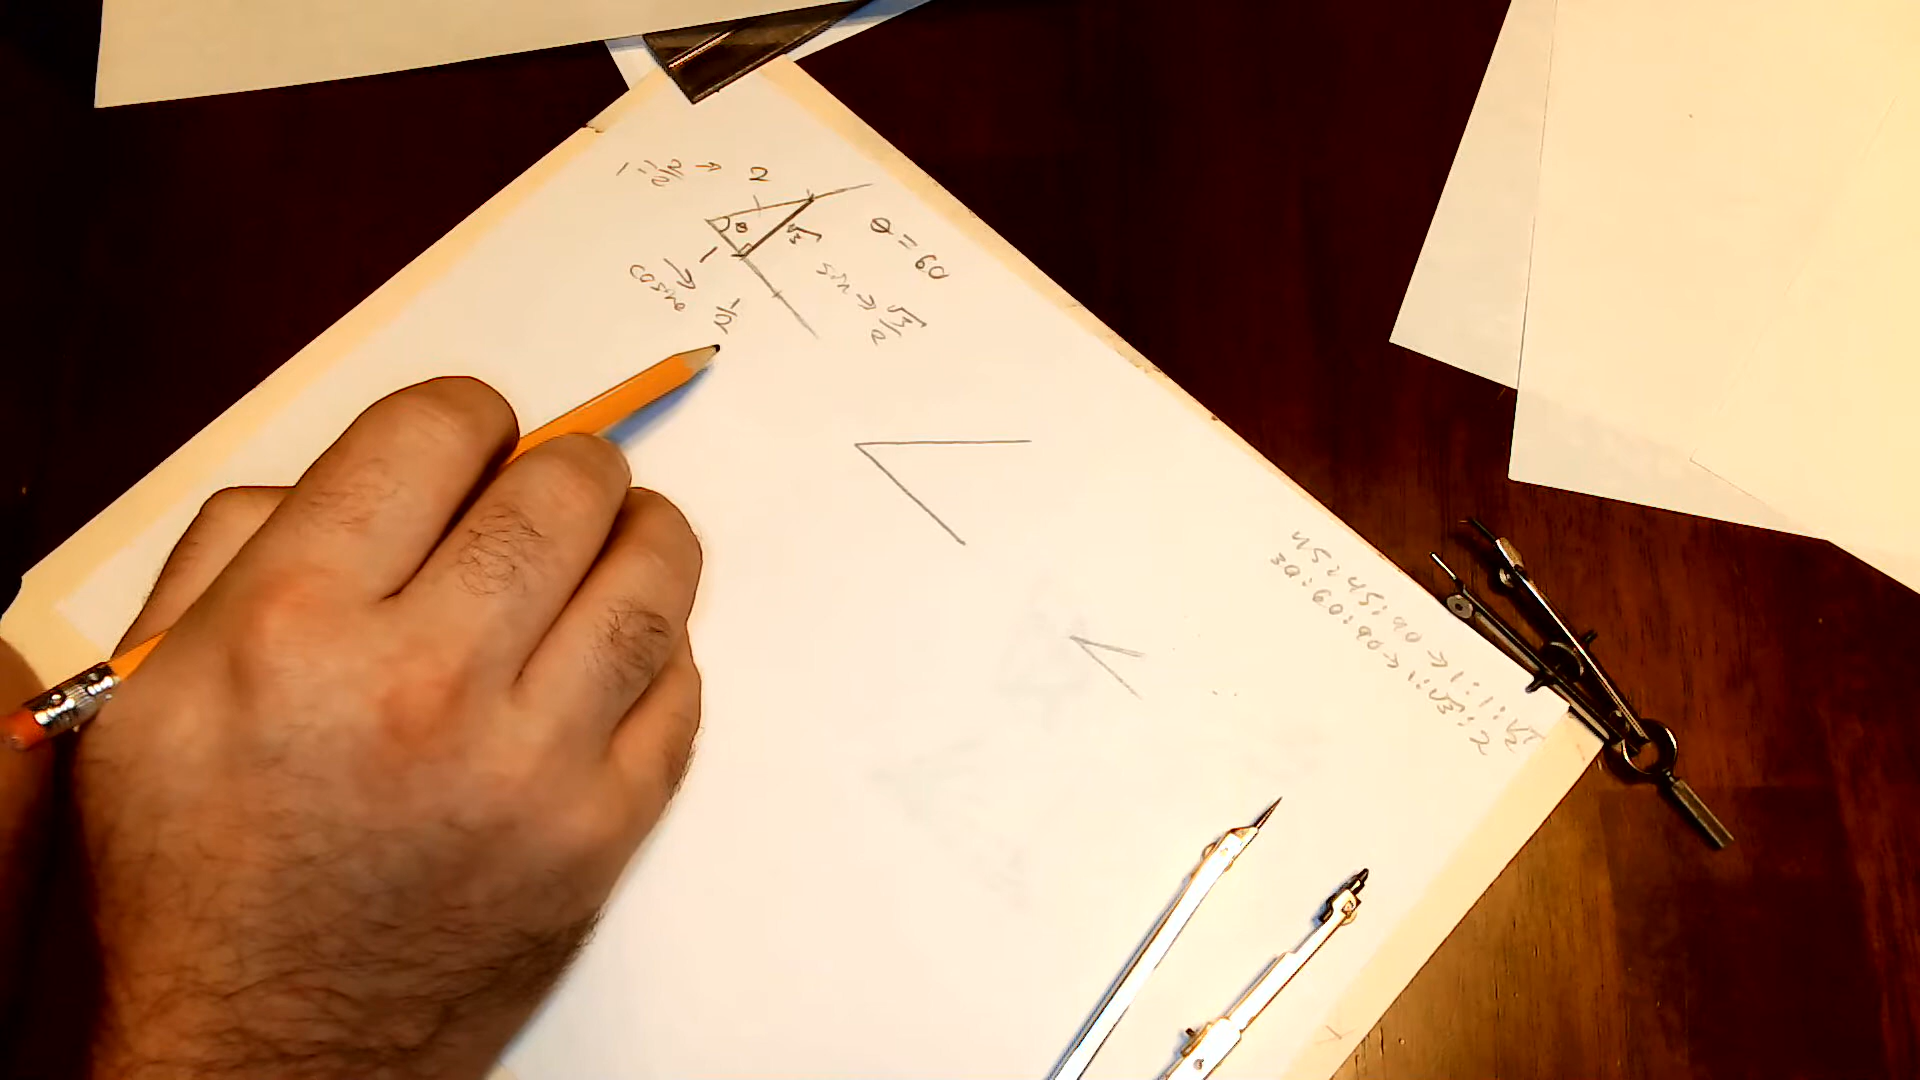 1 = 2/2 → 2
θ
1
√3
θ = 60
cosine → 1/2
sin → √3/2
45:45:90 → 1:1:√2
30:60:90 → 1:√3:2